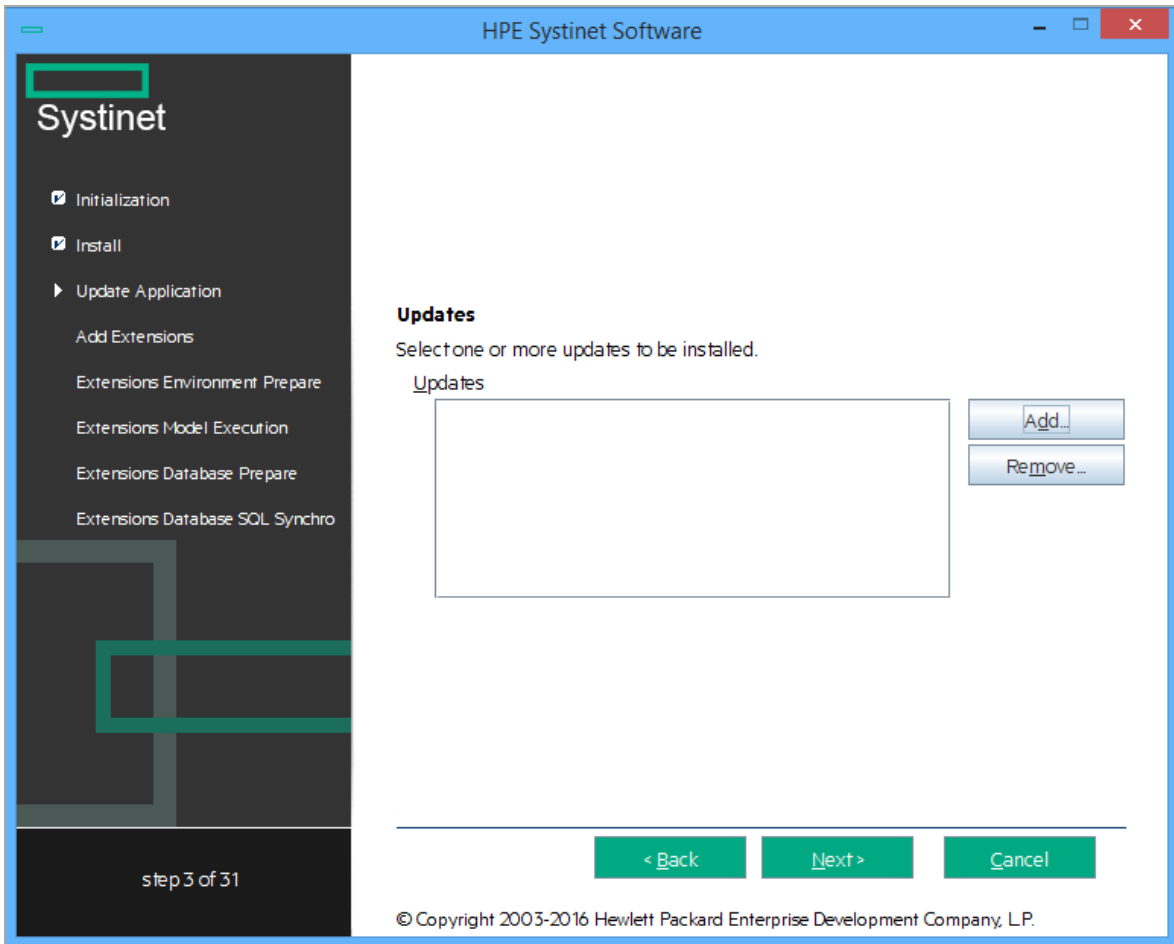 HPE Systinet Software
Systinet
Initialization
Install
Update Application
Add Extensions
Extensions Environment Prepare
Extensions Model Execution
Extensions Database Prepare
Extensions Database SQL Synchro
step 3 of 31
Updates
Select one or more updates to be installed.
Updates
Add...
Remove...
< Back
Next >
Cancel
© Copyright 2003-2016 Hewlett Packard Enterprise Development Company, L.P.